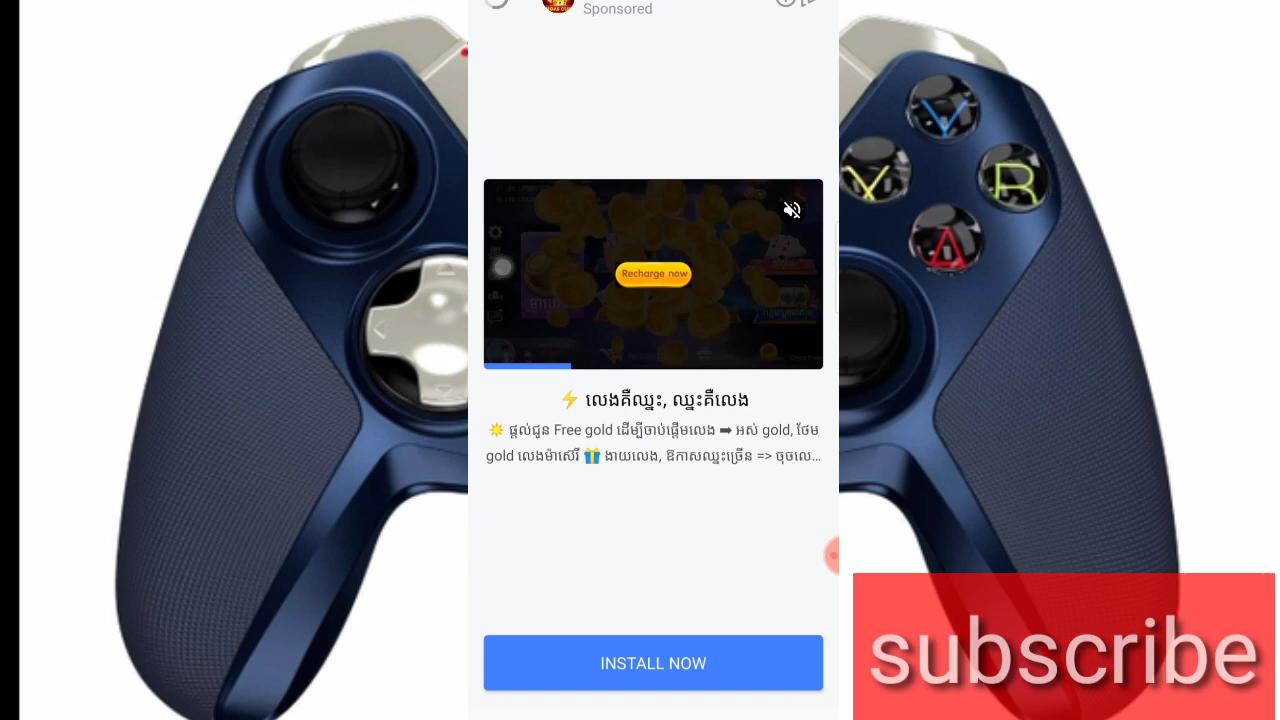 Sponsored
Recharge now
⚡ លេងគឺឈ្នះ, ឈ្នះគឺលេង
☀ ផ្តល់ជូន Free gold ដើម្បីចាប់ផ្តើមលេង ➡ អស់ gold, ថែម
gold លេងម៉ាស៊េរី 🎁 ងាយលេង, ឱកាសឈ្នះច្រើន => ចុចលេ...
INSTALL NOW
Y
Y
R
A
subscribe